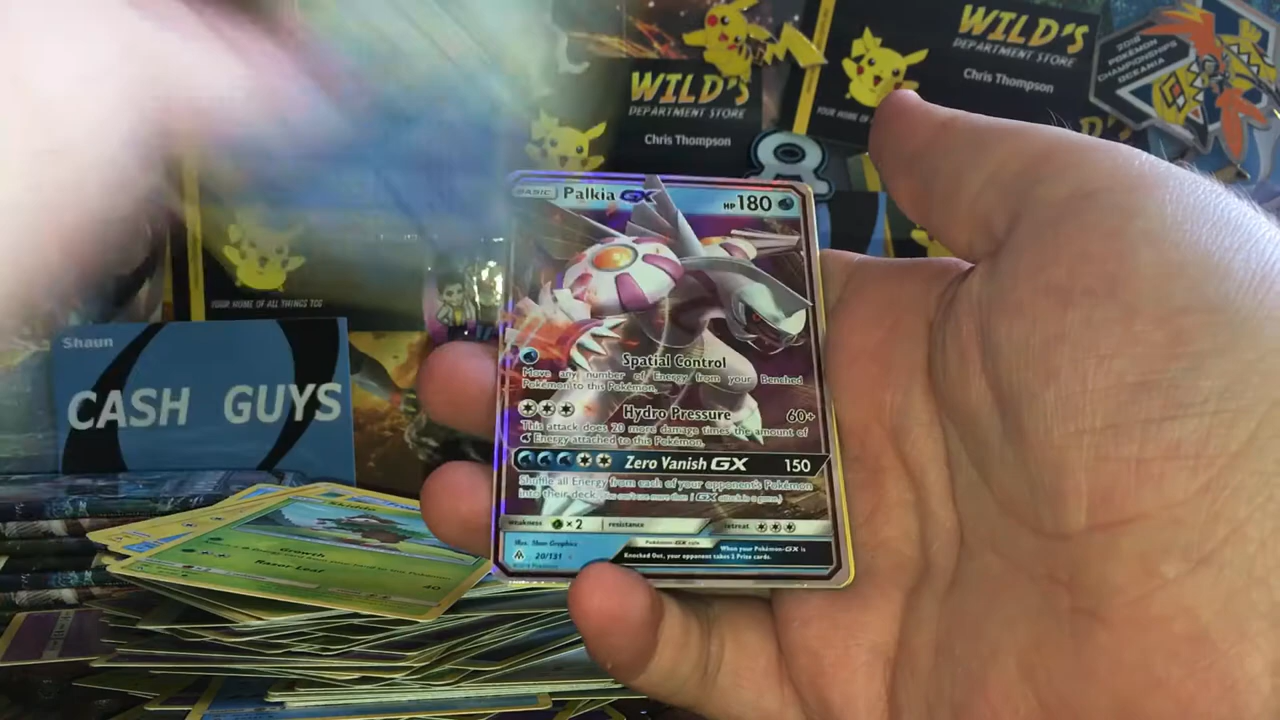 WILD'S
DEPARTMENT STORE
Chris Thompson
WILD'S
DEPARTMENT STORE
Chris Thompson
YOUR HOME OF
2018
POKÉMON
CHAMPIONSHIPS
OCEANIA
YOUR HOME OF ALL THINGS TCG
Shaun
CASH GUYS
BASIC Palkia GX HP 180
Spatial Control
Move any number of Energy from your Benched
Pokémon to this Pokémon.
Hydro Pressure 60+
This attack does 20 more damage times the amount of
Energy attached to this Pokémon.
Zero Vanish GX 150
Shuffle all Energy from each of your opponent's Pokémon
into their deck. (You can't use more than 1 GX attack in a game.)
weakness ×2 resistance retreat
20/131
Pokémon-GX rule
When your Pokémon-GX is
Knocked Out, your opponent takes 2 Prize cards.
Skiddo
Growth
Razor Leaf
40